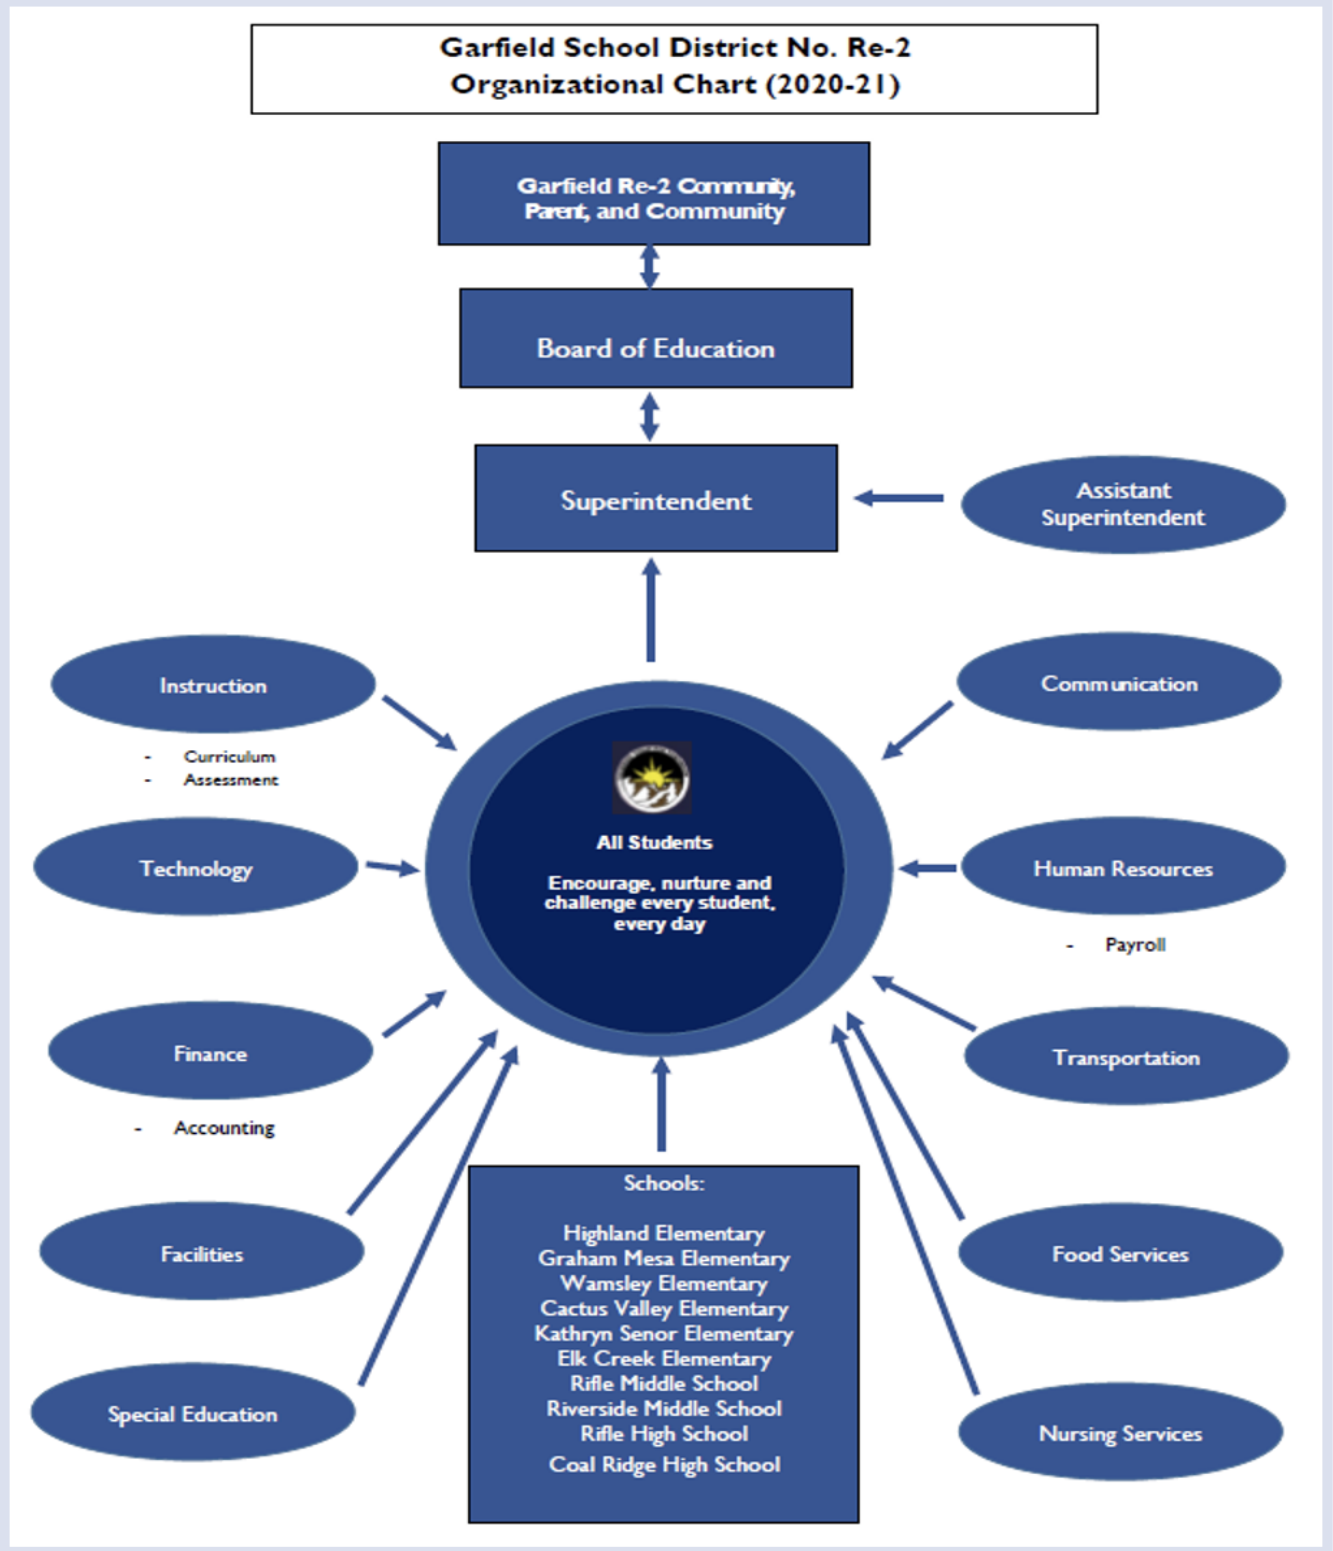 Garfield School District No. Re-2
Organizational Chart (2020-21)
Garfield Re-2 Community,
Parent, and Community
Board of Education
Superintendent
Assistant
Superintendent
Instruction
- Curriculum
- Assessment
Technology
Finance
- Accounting
Facilities
Special Education
All Students
Encourage, nurture and
challenge every student,
every day
Communication
Human Resources
- Payroll
Transportation
Food Services
Nursing Services
Schools:
Highland Elementary
Graham Mesa Elementary
Wamsley Elementary
Cactus Valley Elementary
Kathryn Senor Elementary
Elk Creek Elementary
Rifle Middle School
Riverside Middle School
Rifle High School
Coal Ridge High School